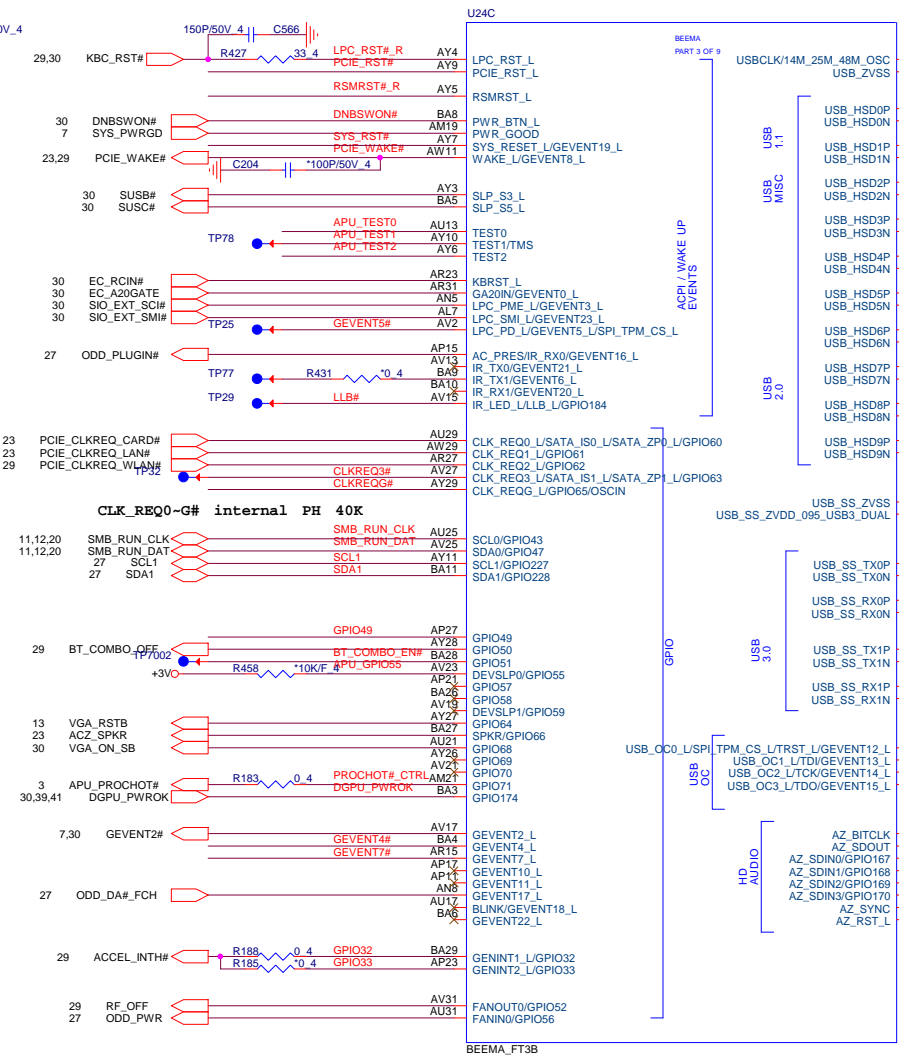 0V_4
U24C
150P/50V_4 C566
BEEMA
PART 3 OF 9
29,30 KBC_RST# R427 33_4 LPC_RST#_R AY4 LPC_RST_L USBCLK/14M_25M_48M_OSC
PCIE_RST# AY9 PCIE_RST_L USB_ZVSS
RSMRST#_R AY5 RSMRST_L
USB_HSD0P
30 DNBSWON# DNBSWON# BA8 PWR_BTN_L USB_HSD0N
7 SYS_PWRGD AM19 PWR_GOOD
SYS_RST# AY7 SYS_RESET_L/GEVENT19_L USB_HSD1P
23,29 PCIE_WAKE# PCIE_WAKE# AW11 WAKE_L/GEVENT8_L USB_HSD1N
C204 *100P/50V_4
USB 1.1
USB MISC
USB_HSD2P
30 SUSB# AY3 SLP_S3_L USB_HSD2N
30 SUSC# BA5 SLP_S5_L
USB_HSD3P
APU_TEST0 AU13 TEST0 USB_HSD3N
TP78 APU_TEST1 AY10 TEST1/TMS
APU_TEST2 AY6 TEST2 USB_HSD4P
USB_HSD4N
ACPI / WAKE UP
EVENTS
30 EC_RCIN# AR23 KBRST_L
30 EC_A20GATE AR31 GA20IN/GEVENT0_L USB_HSD5P
30 SIO_EXT_SCI# AN5 LPC_PME_L/GEVENT3_L USB_HSD5N
30 SIO_EXT_SMI# AL7 LPC_SMI_L/GEVENT23_L
TP25 GEVENT5# AV2 LPC_PD_L/GEVENT5_L/SPI_TPM_CS_L USB_HSD6P
USB_HSD6N
27 ODD_PLUGIN# AP15 AC_PRES/IR_RX0/GEVENT16_L
AV13 IR_TX0/GEVENT21_L USB_HSD7P
TP77 R431 *0_4 BA9 IR_TX1/GEVENT6_L USB_HSD7N
BA10 IR_RX1/GEVENT20_L
TP29 LLB# AV15 IR_LED_L/LLB_L/GPIO184 USB_HSD8P
USB_HSD8N
USB 2.0
23 PCIE_CLKREQ_CARD# AU29 CLK_REQ0_L/SATA_IS0_L/SATA_ZP0_L/GPIO60 USB_HSD9P
23 PCIE_CLKREQ_LAN# AW29 CLK_REQ1_L/GPIO61 USB_HSD9N
29 PCIE_CLKREQ_WLAN# AR27 CLK_REQ2_L/GPIO62
TP32 CLKREQ3# AV27 CLK_REQ3_L/SATA_IS1_L/SATA_ZP1_L/GPIO63
CLKREQG# AY29 CLK_REQG_L/GPIO65/OSCIN
USB_SS_ZVSS
CLK_REQ0~G# internal PH 40K USB_SS_ZVDD_095_USB3_DUAL
11,12,20 SMB_RUN_CLK SMB_RUN_CLK AU25 SCL0/GPIO43
11,12,20 SMB_RUN_DAT SMB_RUN_DAT AV25 SDA0/GPIO47
27 SCL1 SCL1 AY11 SCL1/GPIO227 USB_SS_TX0P
27 SDA1 SDA1 BA11 SDA1/GPIO228 USB_SS_TX0N
USB_SS_RX0P
USB_SS_RX0N
GPIO49 AP27 GPIO49
29 BT_COMBO_OFF AY28 GPIO50 USB_SS_TX1P
TP7002 BT_COMBO_EN# BA28 GPIO51 USB_SS_TX1N
+3V R458 *10K/F_4 APU_GPIO55 AV23 DEVSLP0/GPIO55
AP21 GPIO57 USB_SS_RX1P
BA26 GPIO58 USB_SS_RX1N
AV19 DEVSLP1/GPIO59
GPIO
USB 3.0
13 VGA_RSTB AY27 GPIO64
23 ACZ_SPKR BA27 SPKR/GPIO66
30 VGA_ON_SB AU21 GPIO68 USB_OC0_L/SPI_TPM_CS_L/TRST_L/GEVENT12_L
AY26 GPIO69 USB_OC1_L/TDI/GEVENT13_L
AV21 GPIO70 USB_OC2_L/TCK/GEVENT14_L
3 APU_PROCHOT# R183 0_4 PROCHOT#_CTRL AM21 GPIO71 USB_OC3_L/TDO/GEVENT15_L
30,39,41 DGPU_PWROK DGPU_PWROK BA3 GPIO174
USB OC
7,30 GEVENT2# AV17 GEVENT2_L AZ_BITCLK
GEVENT4# BA4 GEVENT4_L AZ_SDOUT
GEVENT7# AR15 GEVENT7_L AZ_SDIN0/GPIO167
AP17 GEVENT10_L AZ_SDIN1/GPIO168
AP11 GEVENT11_L AZ_SDIN2/GPIO169
27 ODD_DA#_FCH AN8 GEVENT17_L AZ_SDIN3/GPIO170
AU17 BLINK/GEVENT18_L AZ_SYNC
BA6 GEVENT22_L AZ_RST_L
HD AUDIO
29 ACCEL_INTH# R188 0_4 GPIO32 BA29 GENINT1_L/GPIO32
R185 *0_4 GPIO33 AP23 GENINT2_L/GPIO33
29 RF_OFF AV31 FANOUT0/GPIO52
27 ODD_PWR AU31 FANIN0/GPIO56
BEEMA_FT3B